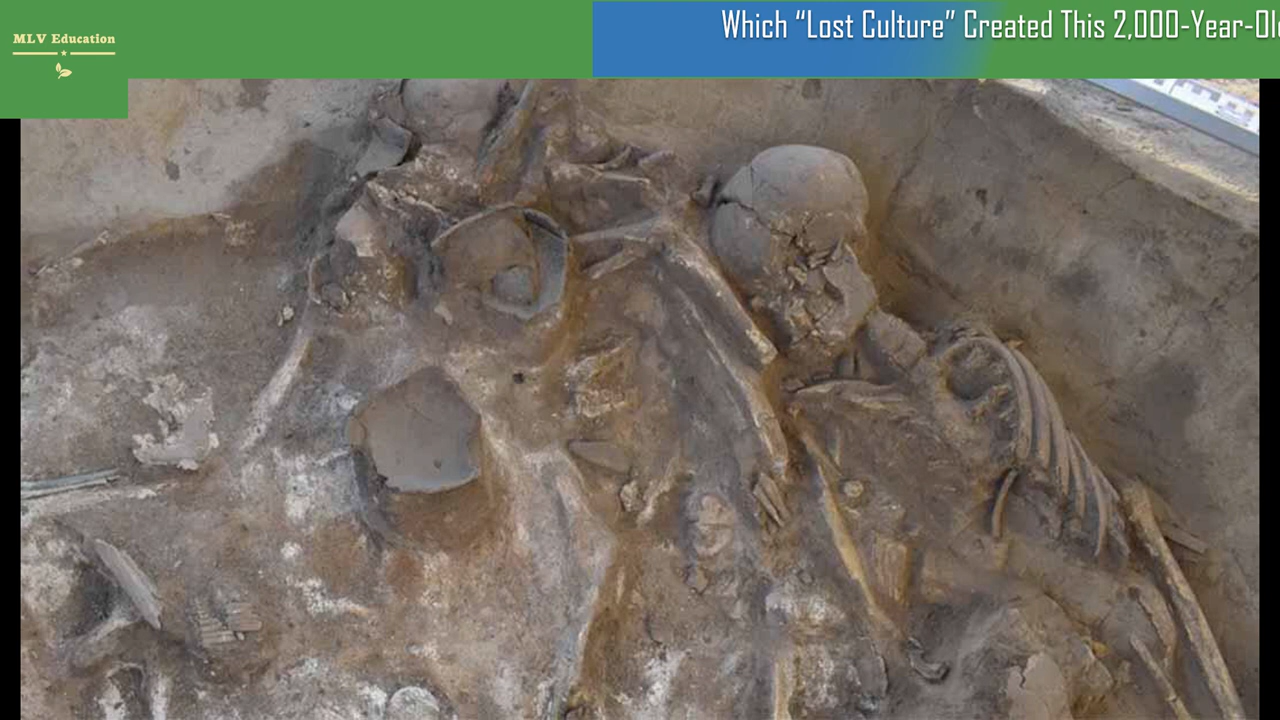 MLV Education
Which “Lost Culture” Created This 2,000-Year-Ol